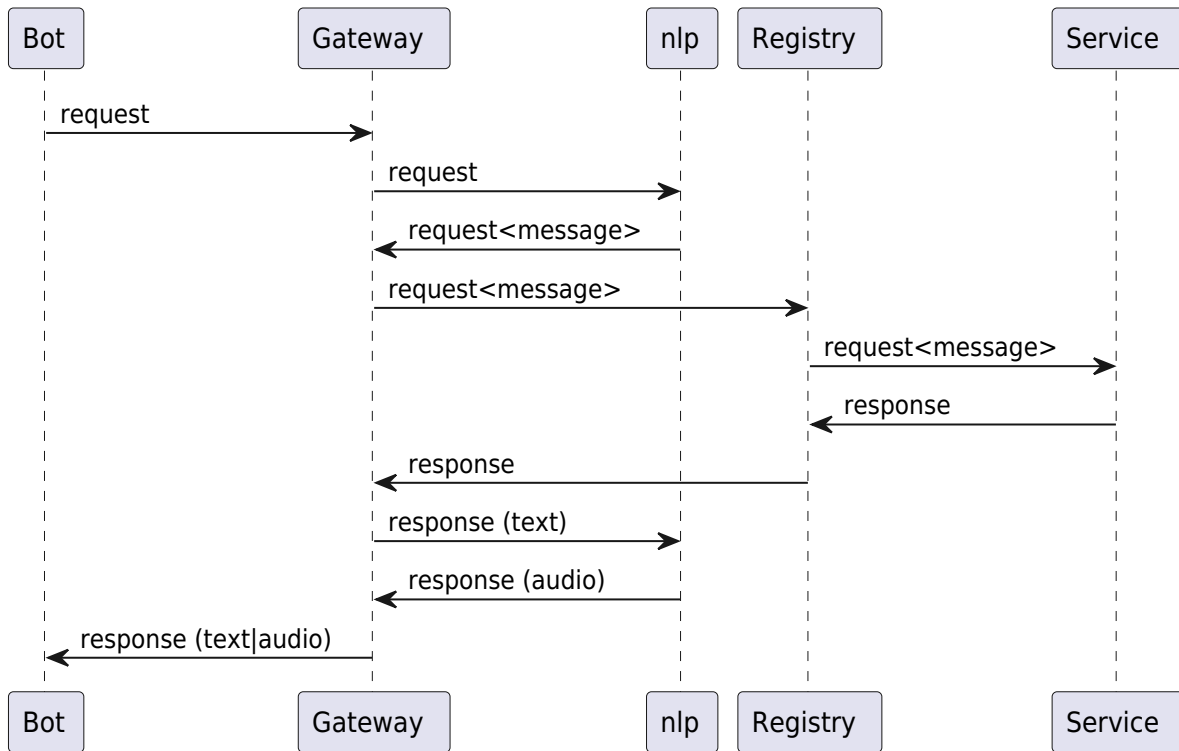 Bot Gateway nlp Registry Service
request
request
request<message>
request<message>
request<message>
response
response
response (text)
response (audio)
response (text|audio)
Bot Gateway nlp Registry Service